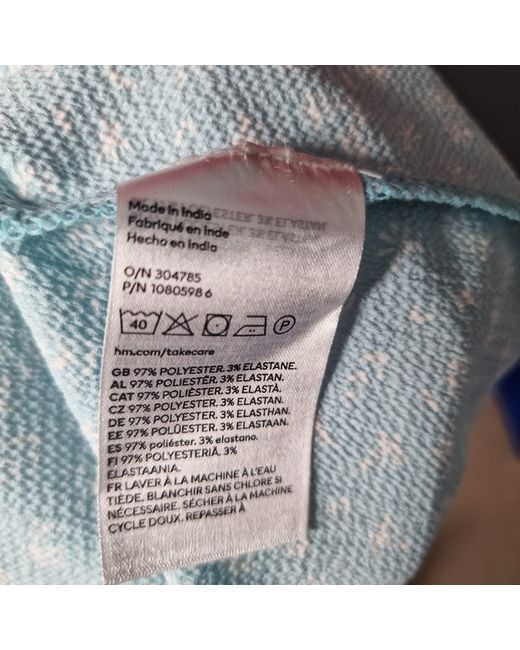 Made in India
Fabriqué en Inde
Hecho en India
O/N 304785
P/N 1080598 6
40 P
hm.com/takecare
GB 97% POLYESTER. 3% ELASTANE.
AL 97% POLIESTËR. 3% ELASTAN.
CAT 97% POLIÈSTER. 3% ELASTÀ.
CZ 97% POLYESTER. 3% ELASTAN.
DE 97% POLYESTER. 3% ELASTHAN.
EE 97% POLÜESTER. 3% ELASTAAN.
ES 97% poliéster. 3% elastano.
FI 97% POLYESTERIÄ. 3%
ELASTAANIA.
FR LAVER À LA MACHINE À L'EAU
TIÈDE. BLANCHIR SANS CHLORE SI
NÉCESSAIRE. SÉCHER À LA MACHINE
CYCLE DOUX. REPASSER À